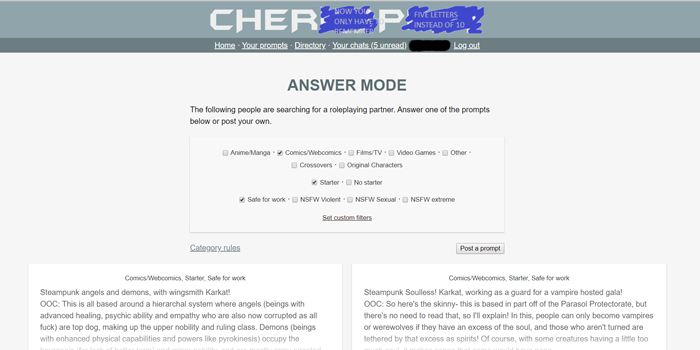 CHER P
NOW YOU
ONLY HAVE TO
REMEMBER
FIVE LETTERS
INSTEAD OF 10
Home · Your prompts · Directory · Your chats (5 unread) · Log out
ANSWER MODE
The following people are searching for a roleplaying partner. Answer one of the prompts
below or post your own.
Anime/Manga · Comics/Webcomics · Films/TV · Video Games · Other ·
Crossovers · Original Characters
Starter · No starter
Safe for work · NSFW Violent · NSFW Sexual · NSFW extreme
Set custom filters
Category rules
Post a prompt
Comics/Webcomics, Starter, Safe for work
Steampunk angels and demons, with wingsmith Karkat!
OOC: This is all based around a hierarchal system where angels (beings with
advanced healing, psychic ability and empathy who are also now corrupted as all
fuck) are top dog, making up the upper nobility and ruling class. Demons (beings
with enhanced physical capabilities and powers like pyrokinesis) occupy
Comics/Webcomics, Starter, Safe for work
Steampunk Soulless! Karkat, working as a guard for a vampire hosted gala!
OOC: So here's the skinny- this is based in part off of the Parasol Protectorate, but
there's no need to read that, so I'll explain! In this, people can only become vampires
or werewolves if they have an excess of the soul, and those who aren't turned are
tethered by that excess as spirits! Of course, with some creatures having a little too